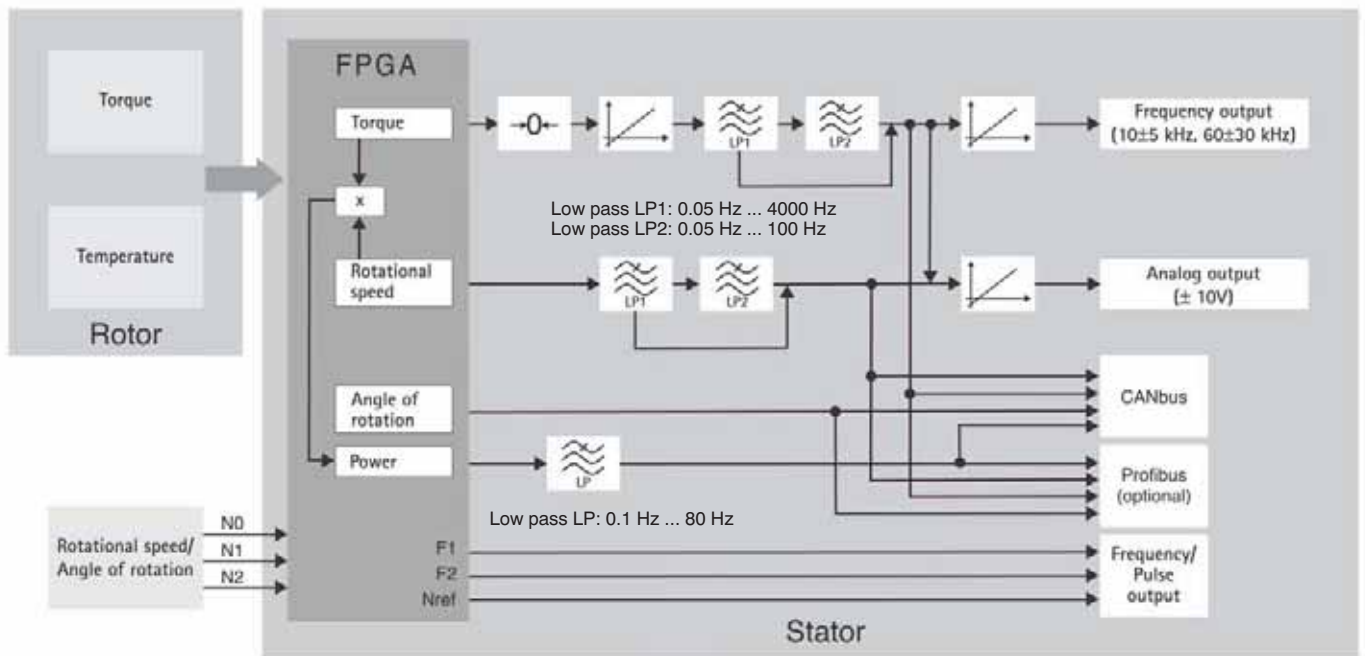 Torque
Temperature
Rotor
FPGA
Torque
x
Rotational
speed
Angle of
rotation
Power
→0←
LP1
LP2
Frequency output
(10±5 kHz, 60±30 kHz)
Low pass LP1: 0.05 Hz ... 4000 Hz
Low pass LP2: 0.05 Hz ... 100 Hz
LP1
LP2
Analog output
(± 10V)
CANbus
LP
Profibus
(optional)
Low pass LP: 0.1 Hz ... 80 Hz
Rotational speed/
Angle of rotation
N0
N1
N2
F1
F2
Nref
Frequency/
Pulse
output
Stator